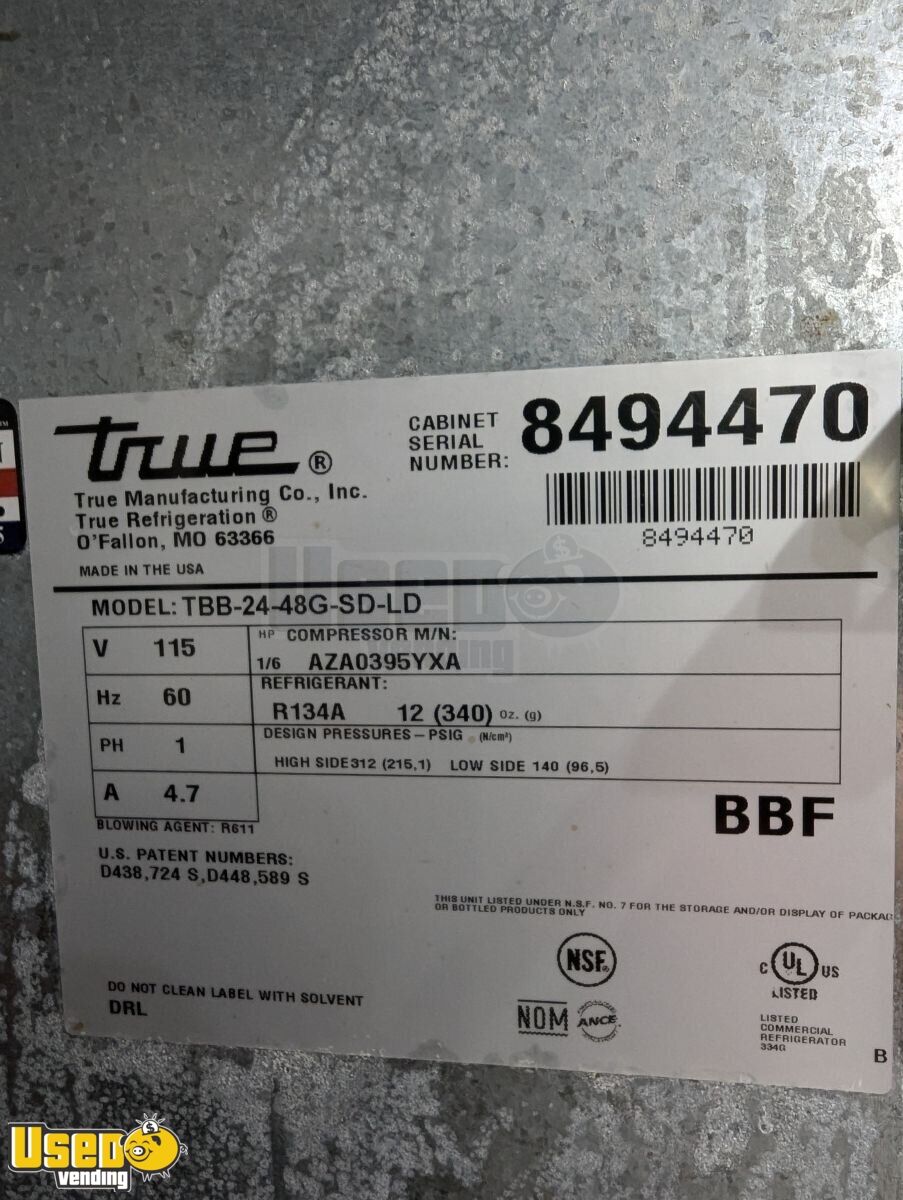 true®
True Manufacturing Co., Inc.
True Refrigeration®
O'Fallon, MO 63366
MADE IN THE USA
CABINET
SERIAL
NUMBER:
8494470
8494470
MODEL: TBB-24-48G-SD-LD
V 115
Hz 60
PH 1
A 4.7
HP COMPRESSOR M/N:
1/6 AZA0395YXA
REFRIGERANT:
R134A 12 (340) Oz. (g)
DESIGN PRESSURES – PSIG (N/cm²)
HIGH SIDE 312 (215,1) LOW SIDE 140 (96,5)
BLOWING AGENT: R611
BBF
U.S. PATENT NUMBERS:
D438,724 S,D448,589 S
THIS UNIT LISTED UNDER N.S.F. NO. 7 FOR THE STORAGE AND/OR DISPLAY OF PACKAG
OR BOTTLED PRODUCTS ONLY
NSF®
C UL US
LISTED
DO NOT CLEAN LABEL WITH SOLVENT
DRL
NOM ANCE
LISTED
COMMERCIAL
REFRIGERATOR
334G
B
USED
vending
USED
vending